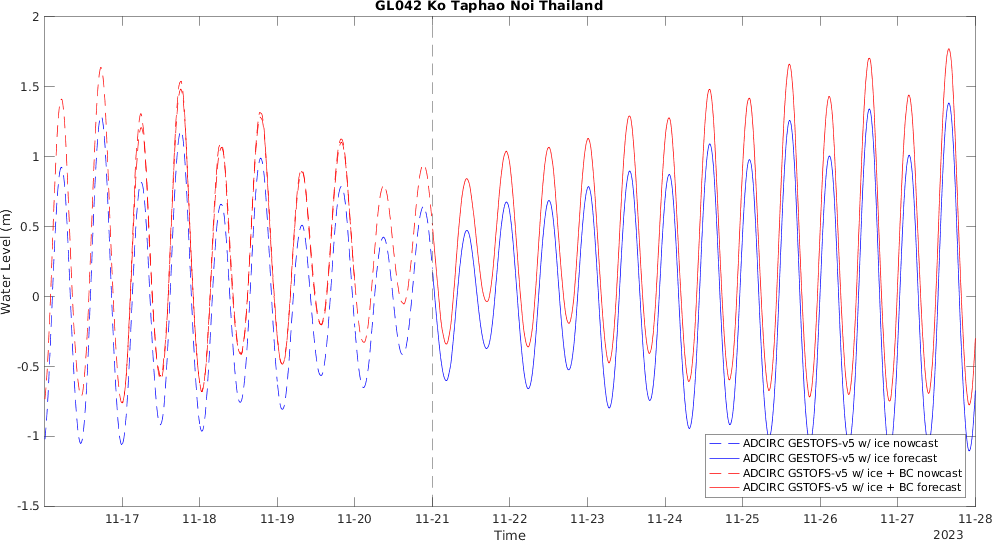 GL042 Ko Taphao Noi Thailand
2
1.5
1
0.5
0
-0.5
-1
-1.5
Water Level (m)
ADCIRC GESTOFS-v5 w/ ice nowcast
ADCIRC GESTOFS-v5 w/ ice forecast
ADCIRC GSTOFS-v5 w/ ice + BC nowcast
ADCIRC GSTOFS-v5 w/ ice + BC forecast
11-17 11-18 11-19 11-20 11-21 11-22 11-23 11-24 11-25 11-26 11-27 11-28
Time
2023